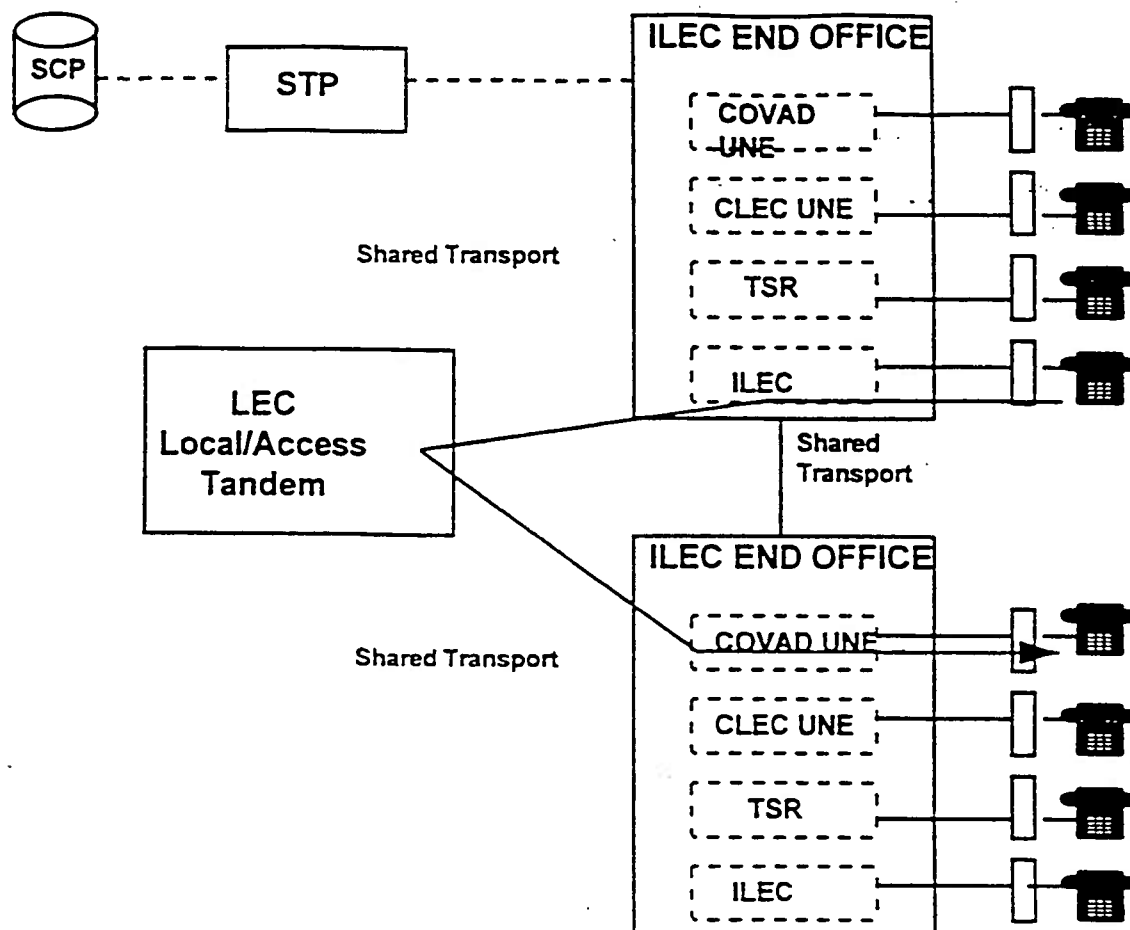 SCP
STP
ILEC END OFFICE
COVAD
UNE
CLEC UNE
TSR
ILEC
Shared Transport
LEC
Local/Access
Tandem
Shared
Transport
ILEC END OFFICE
COVAD UNE
CLEC UNE
TSR
ILEC
Shared Transport